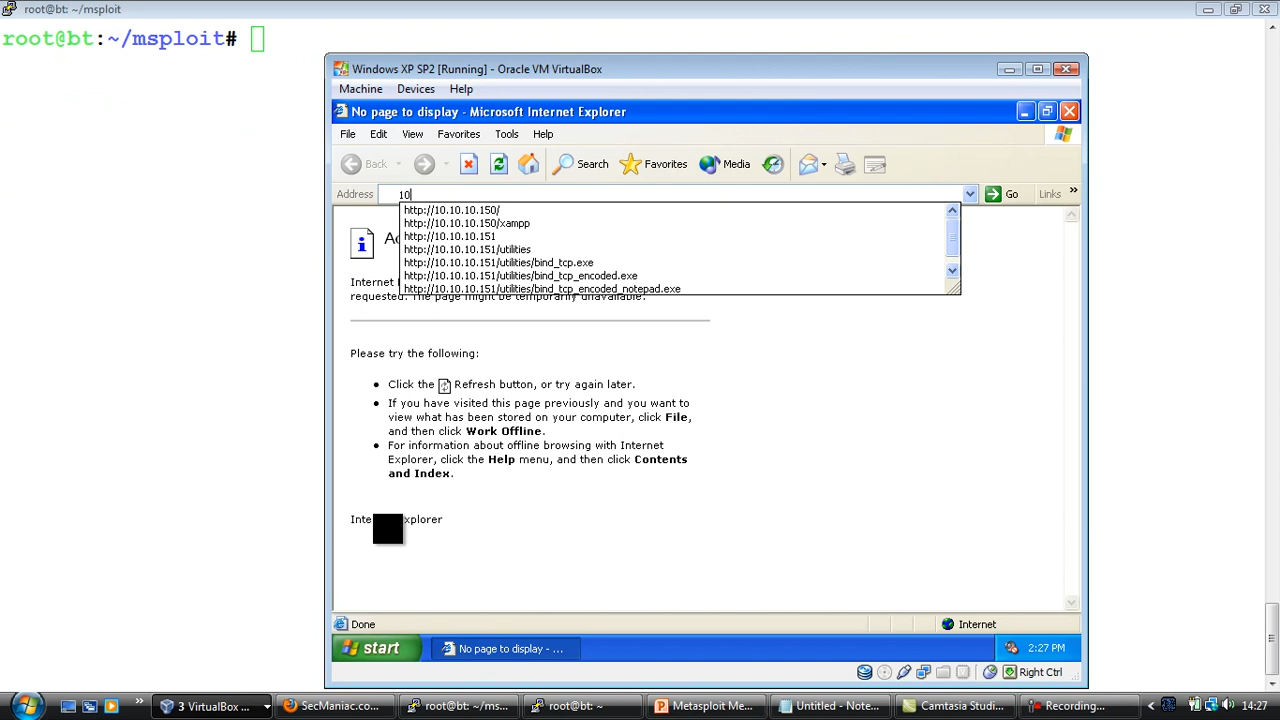 root@bt: ~/msploit
root@bt:~/msploit#
Windows XP SP2 [Running] - Oracle VM VirtualBox
Machine Devices Help
No page to display - Microsoft Internet Explorer
File Edit View Favorites Tools Help
Back Search Favorites Media
Address 10 Go Links »
http://10.10.10.150/
http://10.10.10.150/xampp
http://10.10.10.151
http://10.10.10.151/utilities
http://10.10.10.151/utilities/bind_tcp.exe
http://10.10.10.151/utilities/bind_tcp_encoded.exe
http://10.10.10.151/utilities/bind_tcp_encoded_notepad.exe
Internet
requested. The page might be temporarily unavailable.
Please try the following:
• Click the Refresh button, or try again later.
• If you have visited this page previously and you want to
view what has been stored on your computer, click File,
and then click Work Offline.
• For information about offline browsing with Internet
Explorer, click the Help menu, and then click Contents
and Index.
Inte xplorer
Done Internet
start No page to display - ... 2:27 PM
Right Ctrl
» 3 VirtualBox ... SecManiac.co... root@bt: ~/ms... root@bt: ~ Metasploit Me... Untitled - Note... Camtasia Studi... Recording... 14:27